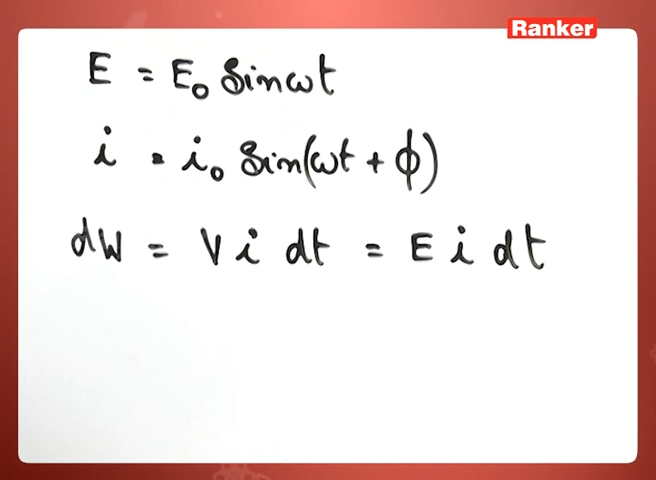 Ranker
E = E₀ Sinωt
i = i₀ Sin(ωt + ϕ)
dW = V i dt = E i dt